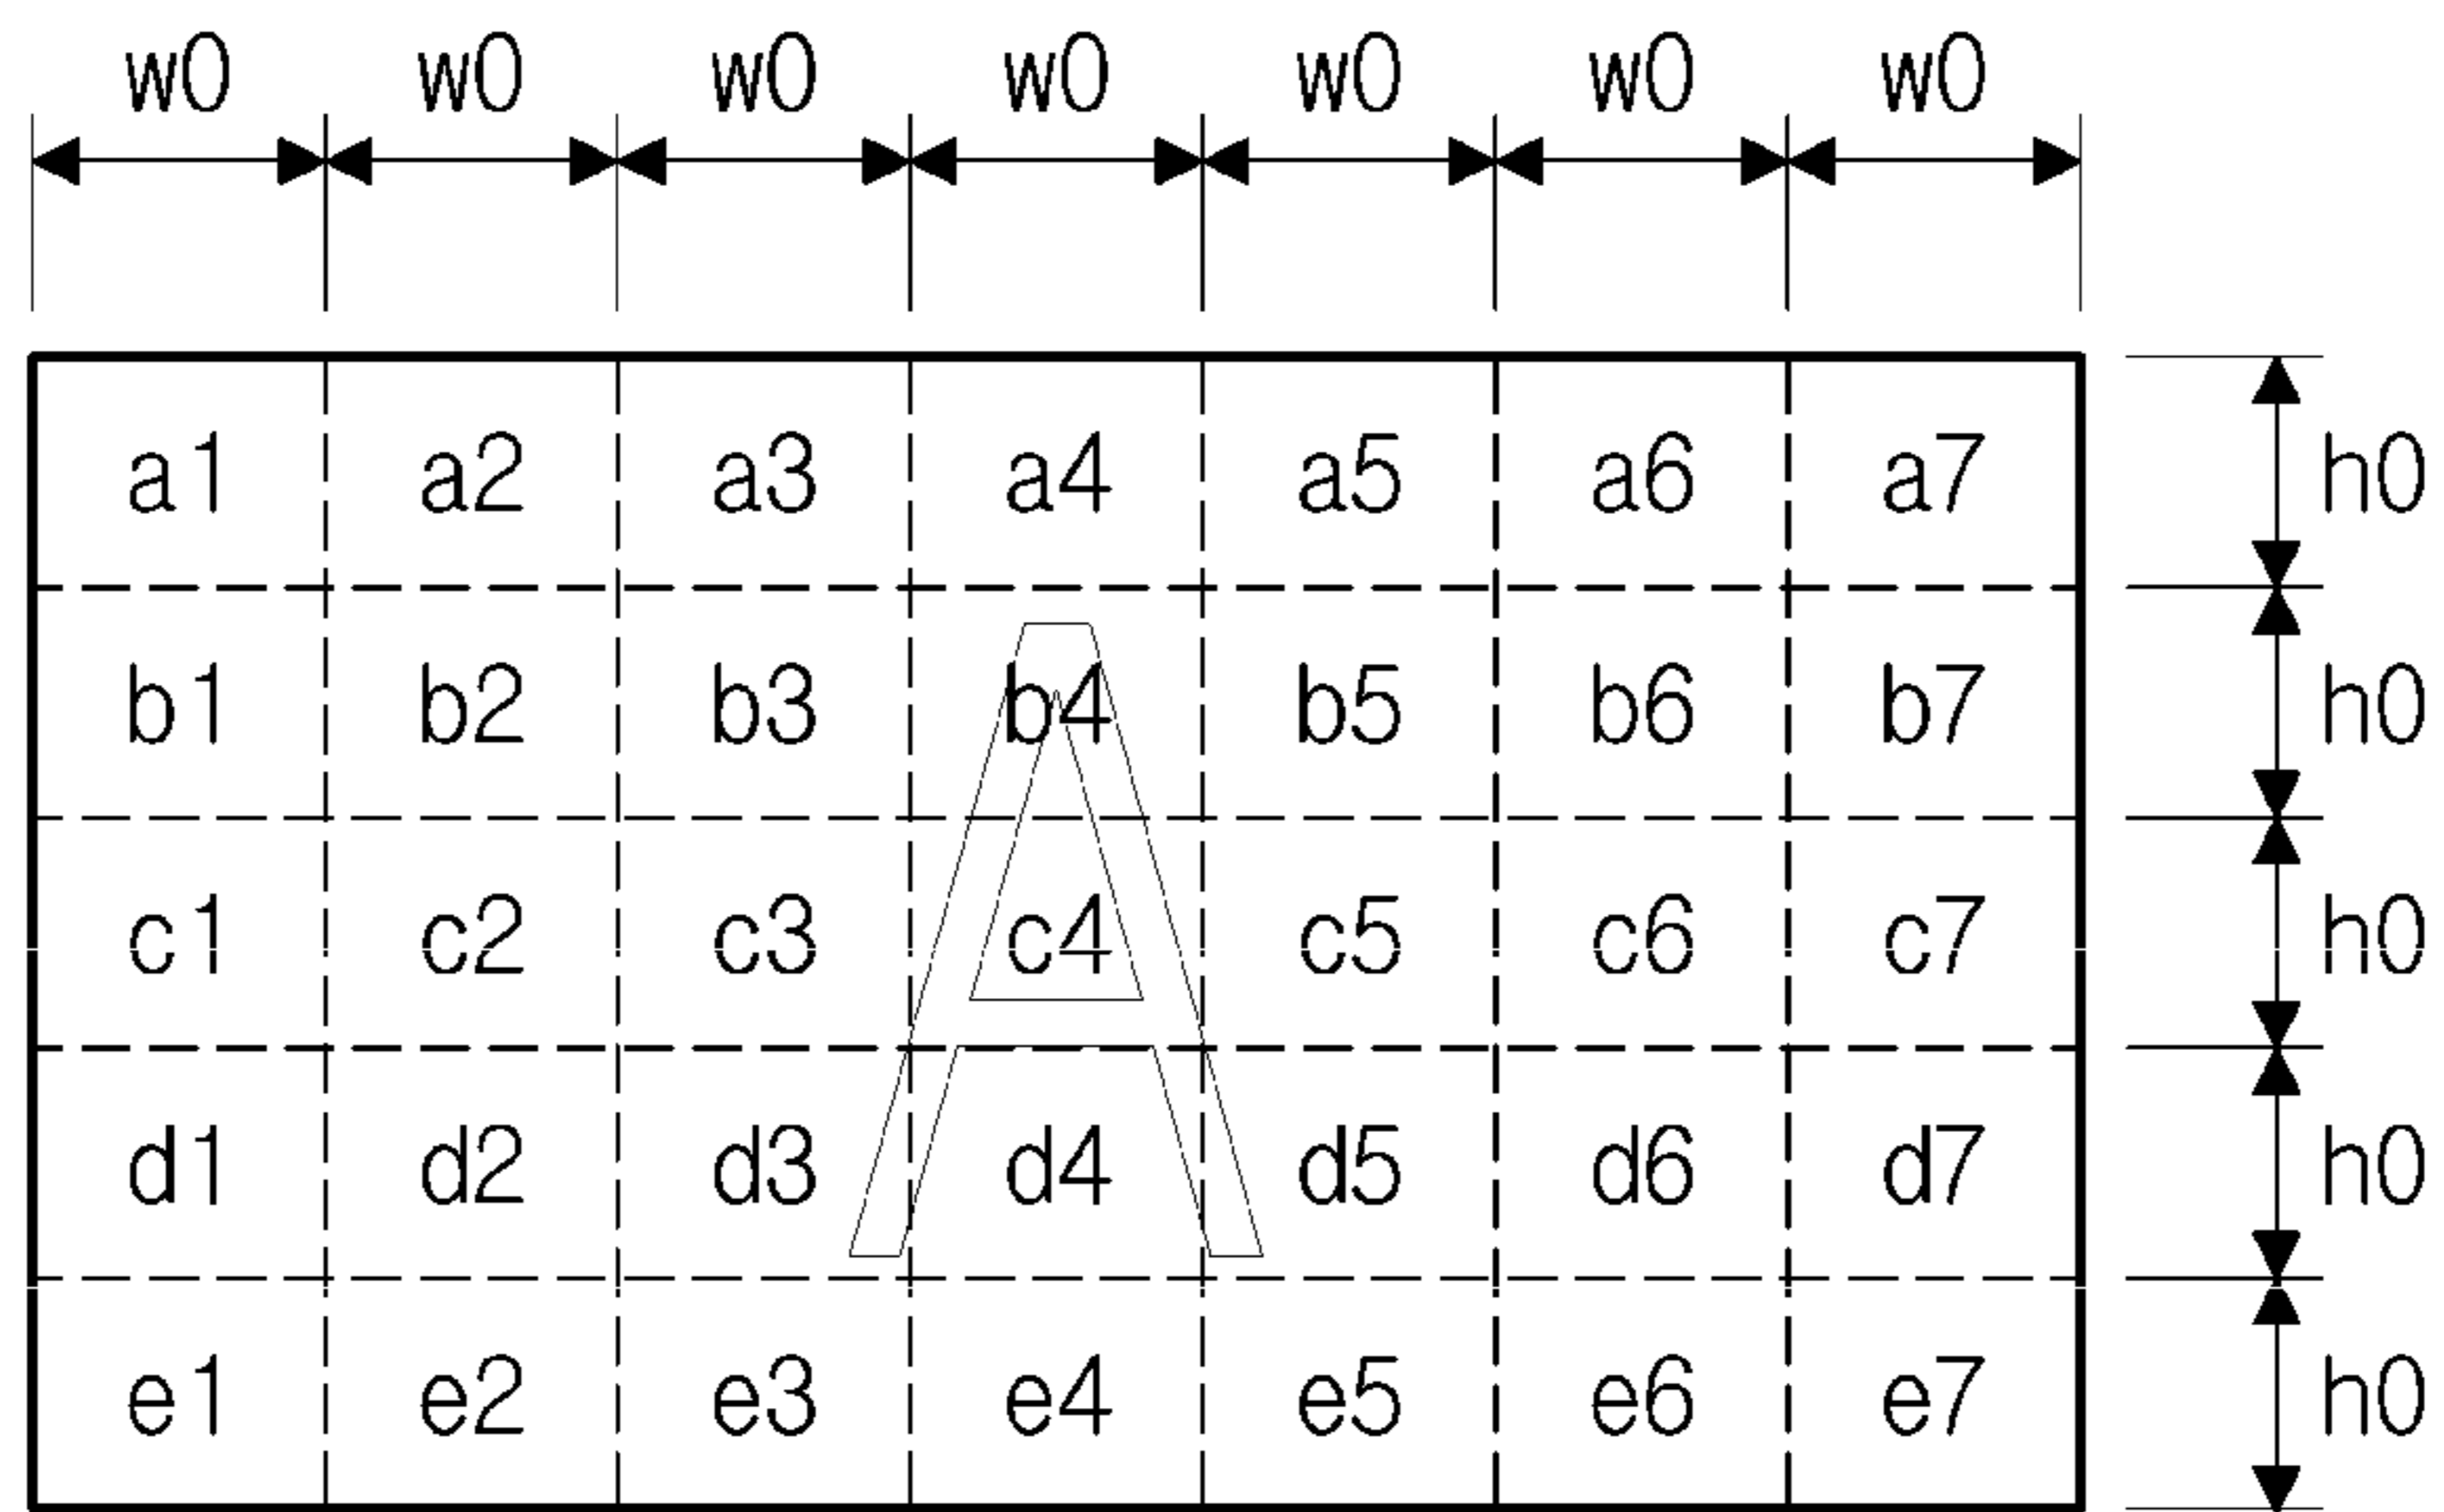 w0 w0 w0 w0 w0 w0 w0
a1 a2 a3 a4 a5 a6 a7 h0
b1 b2 b3 b4 b5 b6 b7 h0
A
c1 c2 c3 c4 c5 c6 c7 h0
d1 d2 d3 d4 d5 d6 d7 h0
e1 e2 e3 e4 e5 e6 e7 h0